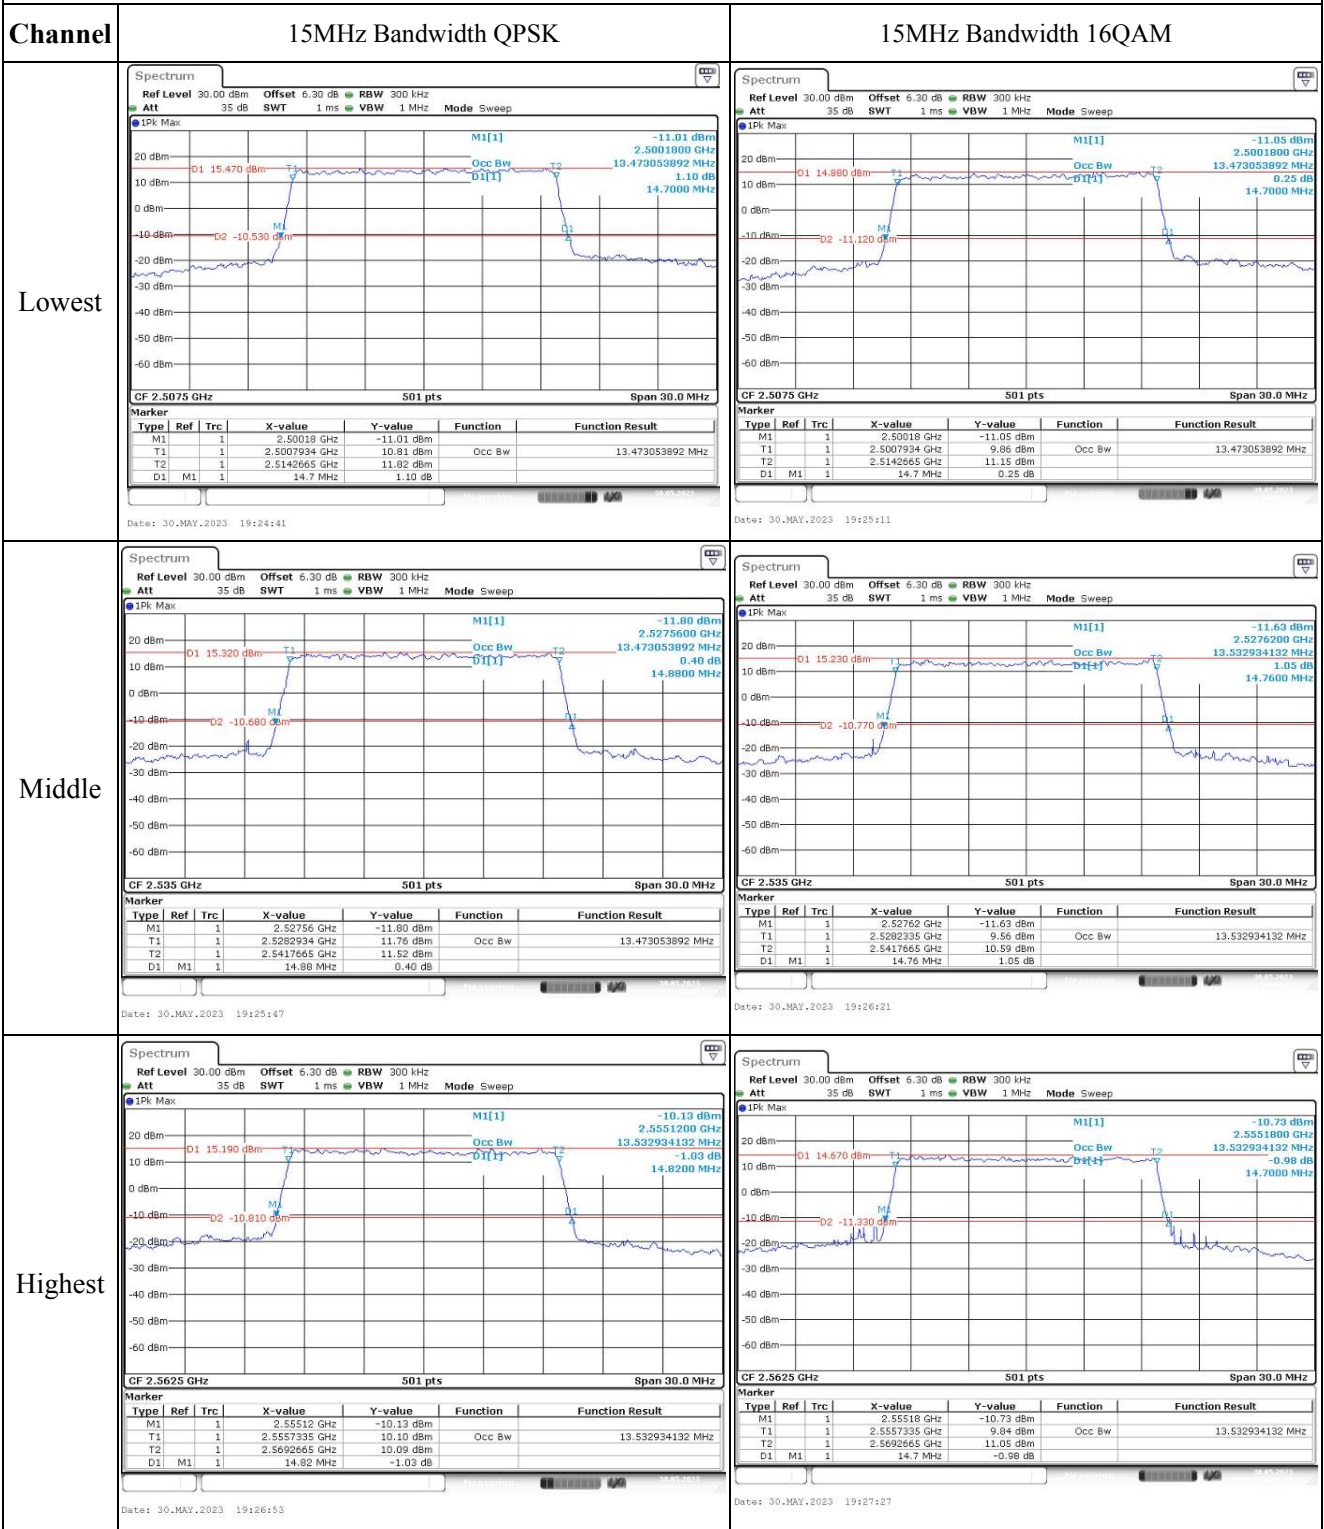 Channel 15MHz Bandwidth QPSK 15MHz Bandwidth 16QAM
Lowest
Spectrum
Ref Level 30.00 dBm Offset 6.30 dB RBW 300 kHz
Att 35 dB SWT 1 ms VBW 1 MHz Mode Sweep
1Pk Max
M1[1] -11.01 dBm
2.5001800 GHz
Occ Bw 13.473053892 MHz
D1[1] 1.10 dB
14.7000 MHz
20 dBm
D1 15.470 dBm
T1
T2
10 dBm
0 dBm
M1
D1
-10 dBm
D2 -10.530 dBm
-20 dBm
-30 dBm
-40 dBm
-50 dBm
-60 dBm
CF 2.5075 GHz 501 pts Span 30.0 MHz
Marker
Type Ref Trc X-value Y-value Function Function Result
M1 1 2.50018 GHz -11.01 dBm
T1 1 2.5007934 GHz 10.81 dBm Occ Bw 13.473053892 MHz
T2 1 2.5142665 GHz 11.82 dBm
D1 M1 1 14.7 MHz 1.10 dB
Date: 30.MAY.2023 19:24:41
Spectrum
Ref Level 30.00 dBm Offset 6.30 dB RBW 300 kHz
Att 35 dB SWT 1 ms VBW 1 MHz Mode Sweep
1Pk Max
M1[1] -11.05 dBm
2.5001800 GHz
Occ Bw 13.473053892 MHz
D1[1] 0.25 dB
14.7000 MHz
20 dBm
D1 14.880 dBm
T1
T2
10 dBm
0 dBm
M1
D1
-10 dBm
D2 -11.120 dBm
-20 dBm
-30 dBm
-40 dBm
-50 dBm
-60 dBm
CF 2.5075 GHz 501 pts Span 30.0 MHz
Marker
Type Ref Trc X-value Y-value Function Function Result
M1 1 2.50018 GHz -11.05 dBm
T1 1 2.5007934 GHz 9.86 dBm Occ Bw 13.473053892 MHz
T2 1 2.5142665 GHz 11.15 dBm
D1 M1 1 14.7 MHz 0.25 dB
Date: 30.MAY.2023 19:25:11
Middle
Spectrum
Ref Level 30.00 dBm Offset 6.30 dB RBW 300 kHz
Att 35 dB SWT 1 ms VBW 1 MHz Mode Sweep
1Pk Max
M1[1] -11.80 dBm
2.5275600 GHz
Occ Bw 13.473053892 MHz
D1[1] 0.40 dB
14.8800 MHz
20 dBm
D1 15.320 dBm
T1
T2
10 dBm
0 dBm
M1
D1
-10 dBm
D2 -10.680 dBm
-20 dBm
-30 dBm
-40 dBm
-50 dBm
-60 dBm
CF 2.535 GHz 501 pts Span 30.0 MHz
Marker
Type Ref Trc X-value Y-value Function Function Result
M1 1 2.52756 GHz -11.80 dBm
T1 1 2.5282934 GHz 11.76 dBm Occ Bw 13.473053892 MHz
T2 1 2.5417665 GHz 11.52 dBm
D1 M1 1 14.88 MHz 0.40 dB
Date: 30.MAY.2023 19:25:47
Spectrum
Ref Level 30.00 dBm Offset 6.30 dB RBW 300 kHz
Att 35 dB SWT 1 ms VBW 1 MHz Mode Sweep
1Pk Max
M1[1] -11.63 dBm
2.5276200 GHz
Occ Bw 13.532934132 MHz
D1[1] 1.05 dB
14.7600 MHz
20 dBm
D1 15.230 dBm
T1
T2
10 dBm
0 dBm
M1
D1
-10 dBm
D2 -10.770 dBm
-20 dBm
-30 dBm
-40 dBm
-50 dBm
-60 dBm
CF 2.535 GHz 501 pts Span 30.0 MHz
Marker
Type Ref Trc X-value Y-value Function Function Result
M1 1 2.52762 GHz -11.63 dBm
T1 1 2.5282335 GHz 9.56 dBm Occ Bw 13.532934132 MHz
T2 1 2.5417665 GHz 10.59 dBm
D1 M1 1 14.76 MHz 1.05 dB
Date: 30.MAY.2023 19:26:21
Highest
Spectrum
Ref Level 30.00 dBm Offset 6.30 dB RBW 300 kHz
Att 35 dB SWT 1 ms VBW 1 MHz Mode Sweep
1Pk Max
M1[1] -10.13 dBm
2.5551200 GHz
Occ Bw 13.532934132 MHz
D1[1] -1.03 dB
14.8200 MHz
20 dBm
D1 15.190 dBm
T1
T2
10 dBm
0 dBm
M1
D1
-10 dBm
D2 -10.810 dBm
-20 dBm
-30 dBm
-40 dBm
-50 dBm
-60 dBm
CF 2.5625 GHz 501 pts Span 30.0 MHz
Marker
Type Ref Trc X-value Y-value Function Function Result
M1 1 2.55512 GHz -10.13 dBm
T1 1 2.5557335 GHz 10.10 dBm Occ Bw 13.532934132 MHz
T2 1 2.5692665 GHz 10.09 dBm
D1 M1 1 14.82 MHz -1.03 dB
Date: 30.MAY.2023 19:26:53
Spectrum
Ref Level 30.00 dBm Offset 6.30 dB RBW 300 kHz
Att 35 dB SWT 1 ms VBW 1 MHz Mode Sweep
1Pk Max
M1[1] -10.73 dBm
2.5551800 GHz
Occ Bw 13.532934132 MHz
D1[1] -0.98 dB
14.7000 MHz
20 dBm
D1 14.670 dBm
T1
T2
10 dBm
0 dBm
M1
D1
-10 dBm
D2 -11.330 dBm
-20 dBm
-30 dBm
-40 dBm
-50 dBm
-60 dBm
CF 2.5625 GHz 501 pts Span 30.0 MHz
Marker
Type Ref Trc X-value Y-value Function Function Result
M1 1 2.55518 GHz -10.73 dBm
T1 1 2.5557335 GHz 9.84 dBm Occ Bw 13.532934132 MHz
T2 1 2.5692665 GHz 11.05 dBm
D1 M1 1 14.7 MHz -0.98 dB
Date: 30.MAY.2023 19:27:27